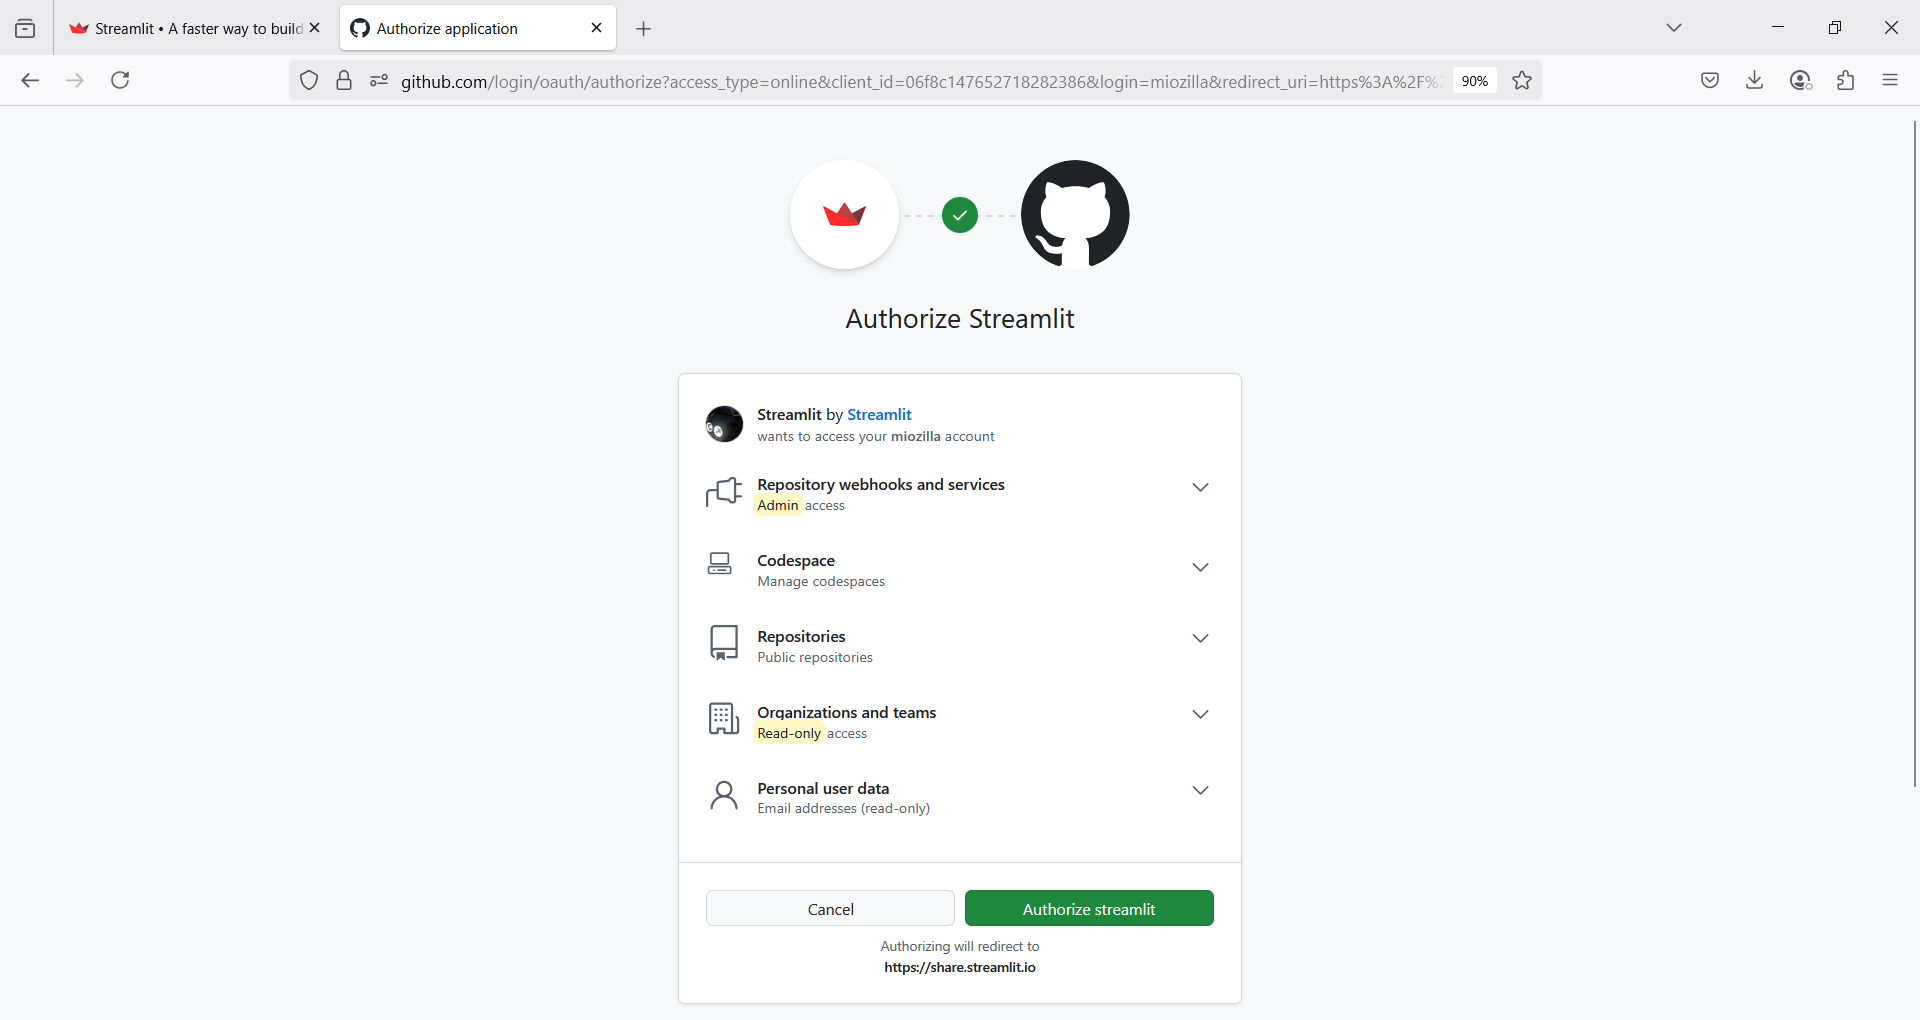 Streamlit • A faster way to build
Authorize application
github.com/login/oauth/authorize?access_type=online&client_id=06f8c147652718282386&login=miozilla&redirect_uri=https%3A%2F%2
90%
Authorize Streamlit
Streamlit by Streamlit
wants to access your miozilla account
Repository webhooks and services
Admin access
Codespace
Manage codespaces
Repositories
Public repositories
Organizations and teams
Read-only access
Personal user data
Email addresses (read-only)
Cancel
Authorize streamlit
Authorizing will redirect to
https://share.streamlit.io